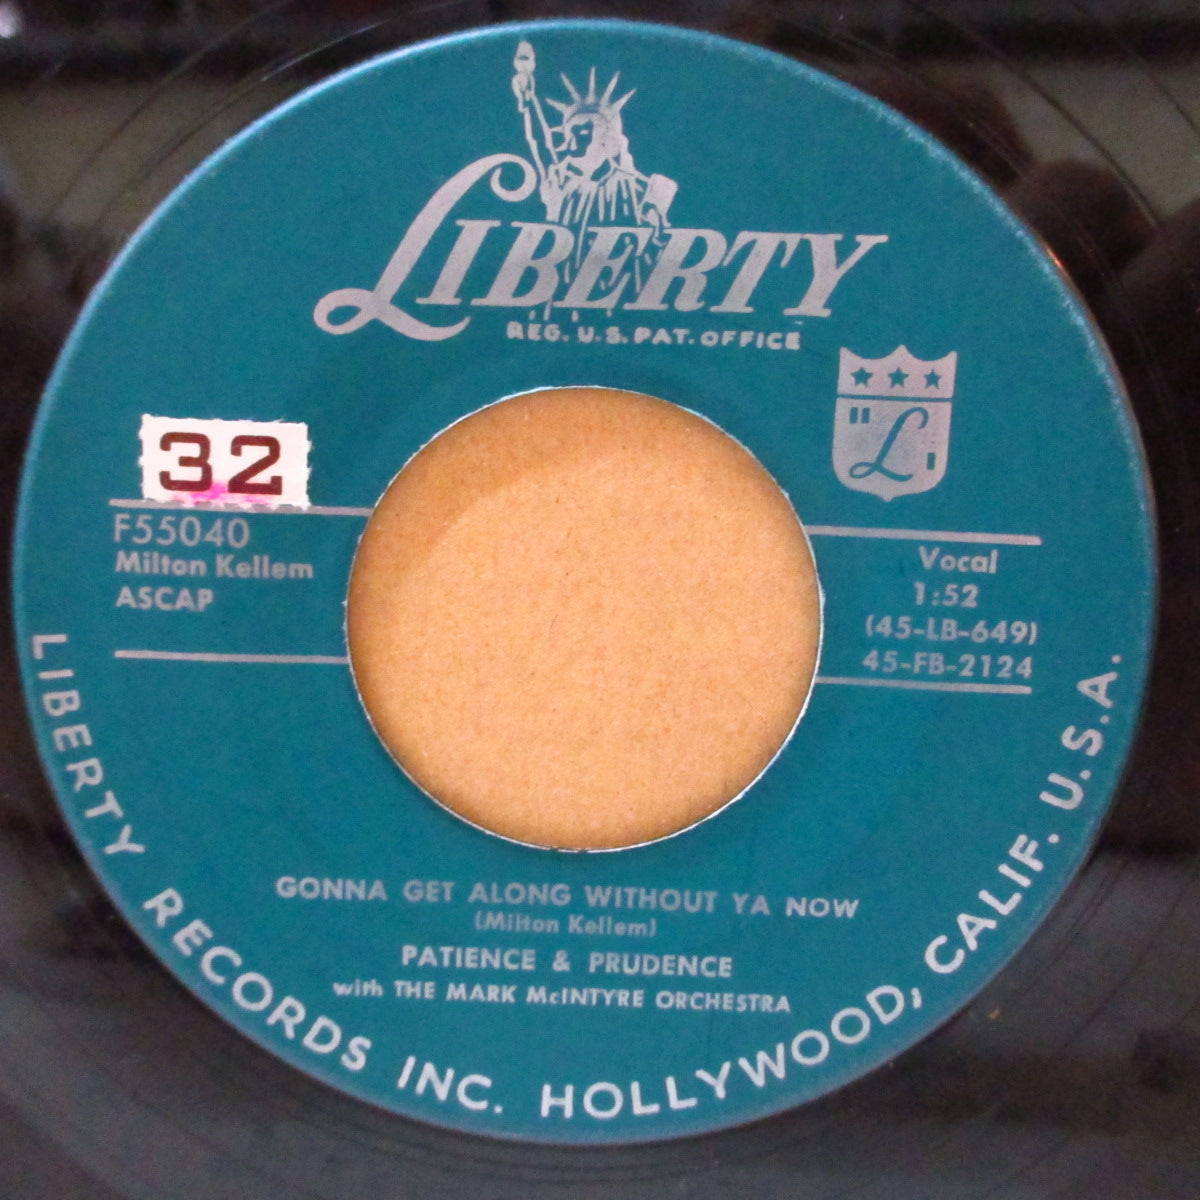 LIBERTY
REG. U.S. PAT. OFFICE
"L"
32
F55040
Milton Kellem
ASCAP
Vocal
1:52
(45-LB-649)
45-FB-2124
GONNA GET ALONG WITHOUT YA NOW
(Milton Kellem)
PATIENCE & PRUDENCE
with THE MARK McINTYRE ORCHESTRA
LIBERTY RECORDS INC. HOLLYWOOD, CALIF. U.S.A.